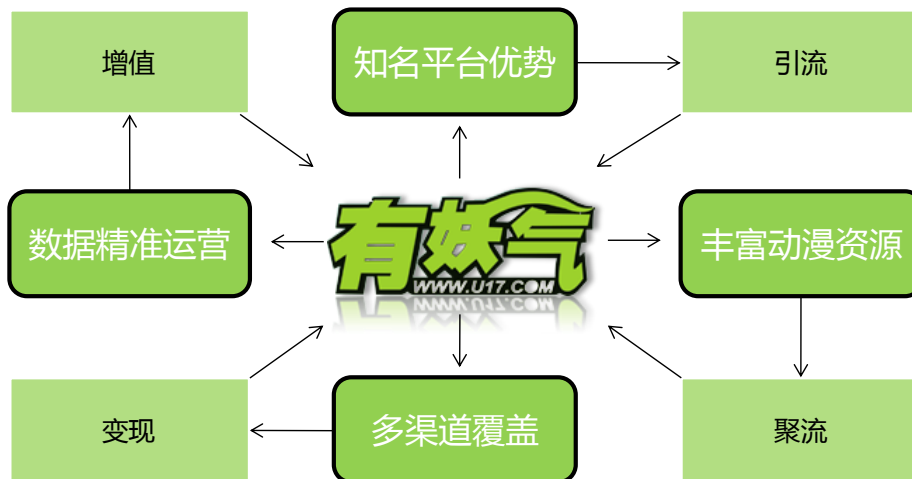 增值
知名平台优势
引流
数据精准运营
有妖气
WWW.U17.COM
丰富动漫资源
变现
多渠道覆盖
聚流